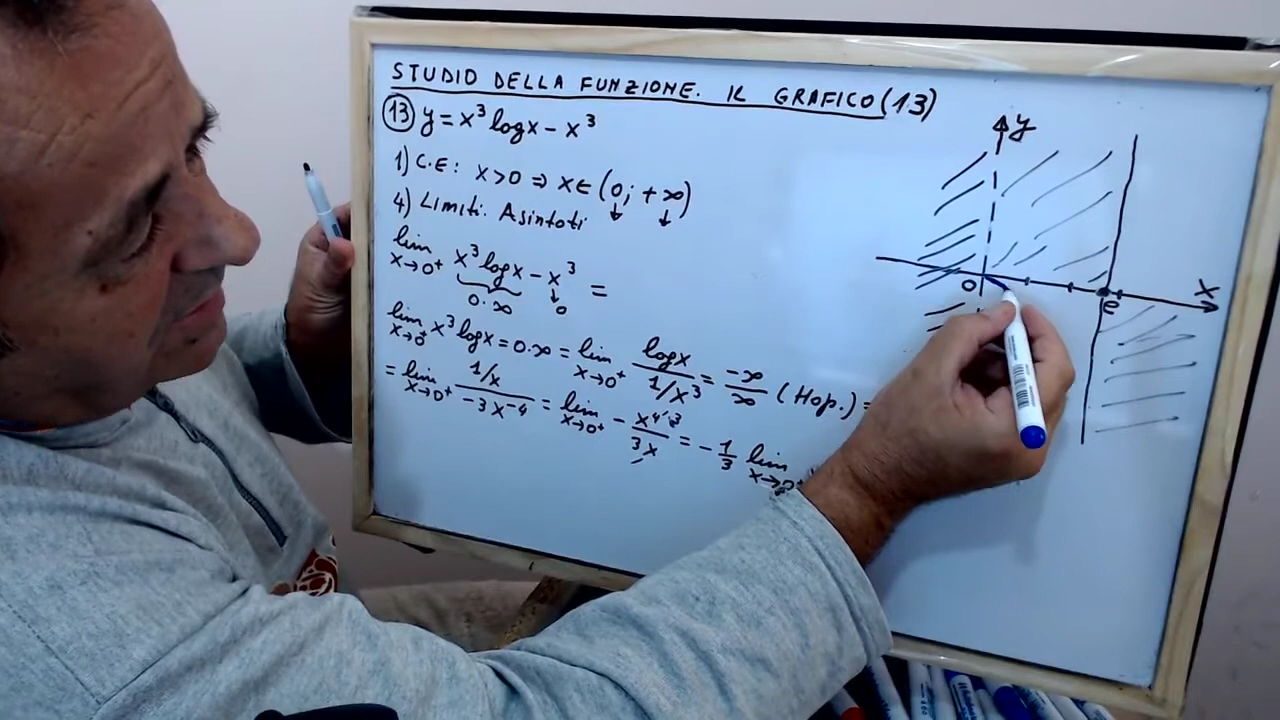 STUDIO DELLA FUNZIONE. IL GRAFICO (13)
13) y = x³ log x - x³
1) C.E: x>0 ⇒ x∈(0; +∞)
4) Limiti. Asintoti
lim x→0⁺ x³ log x - x³ =
0·∞ 0
lim x→0⁺ x³ log x = 0·∞ = lim x→0⁺ log x / 1/x³ = -∞/∞ (Hop.) =
= lim x→0⁺ 1/x / -3x⁻⁴ = lim x→0⁺ - x⁴ ³ / 3x = -1/3 lim x→0⁺
y
x
0
e